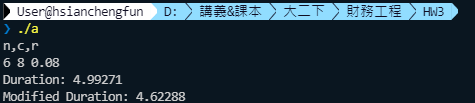 User@hsianchengfun D: 講義&課本 大二下 財務工程 HW3
❯ ./a
n,c,r
6 8 0.08
Duration: 4.99271
Modified Duration: 4.62288